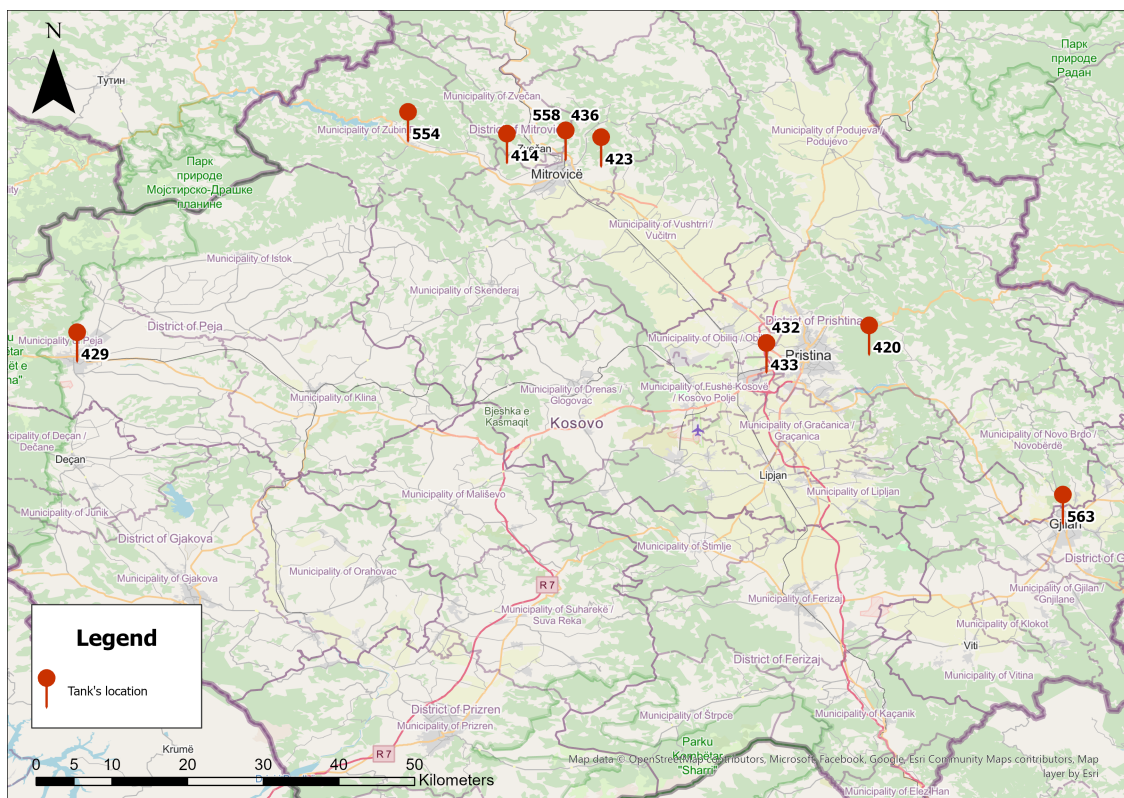 N
Тутин
Парк
природе
Радан
Municipality of Zvečan
558 436
Municipality of Zubin
554
District of Mitrovic
Zvečan
414
423
Mitrovicë
Municipality of Podujeva /
Podujevo
Парк
природе
Мојстирско-Драшке
планине
Municipality of Vushtrri /
Vučitrn
Municipality of Istok
Municipality of Skenderaj
District of Peja
District of Prishtina
432
Municipality of Peja
429
Municipality of Obiliq / Ob
Pristina
420
433
Municipality of Klina
Municipality of Drenas /
Glogovac
Municipality of Fushë Kosovë
/ Kosovo Polje
Bjeshka e
Kasmaqit
Kosovo
Municipality of Gračanica /
Graçanica
Municipality of Novo Brdo /
Novobërdë
icipality of Deçan /
Dečane
Deçan
Lipjan
Municipality of Mališevo
Municipality of Lipljan
Municipality of Junik
563
Gjilan
District of Gjakova
Municipality of Štimlje
District of G
Municipality of Gjakova
Municipality of Orahovac
R 7
Municipality of Ferizaj
Municipality of Gjilan /
Gnjilane
Municipality of Suharekë /
Suva Reka
Municipality of Klokot
Viti
Legend
Tank's location
District of Ferizaj
Municipality of Vitina
District of Prizren
Municipality of Prizren
Municipality of Štrpce
Municipality of Kaçanik
Krumë
R 7
Parku
Kombëtar
"Sharri"
0 5 10 20 30 40 50
Kilometers
Map data © OpenStreetMap contributors, Microsoft, Facebook, Google, Esri Community Maps contributors, Map
layer by Esri
Municipality of Elez Han